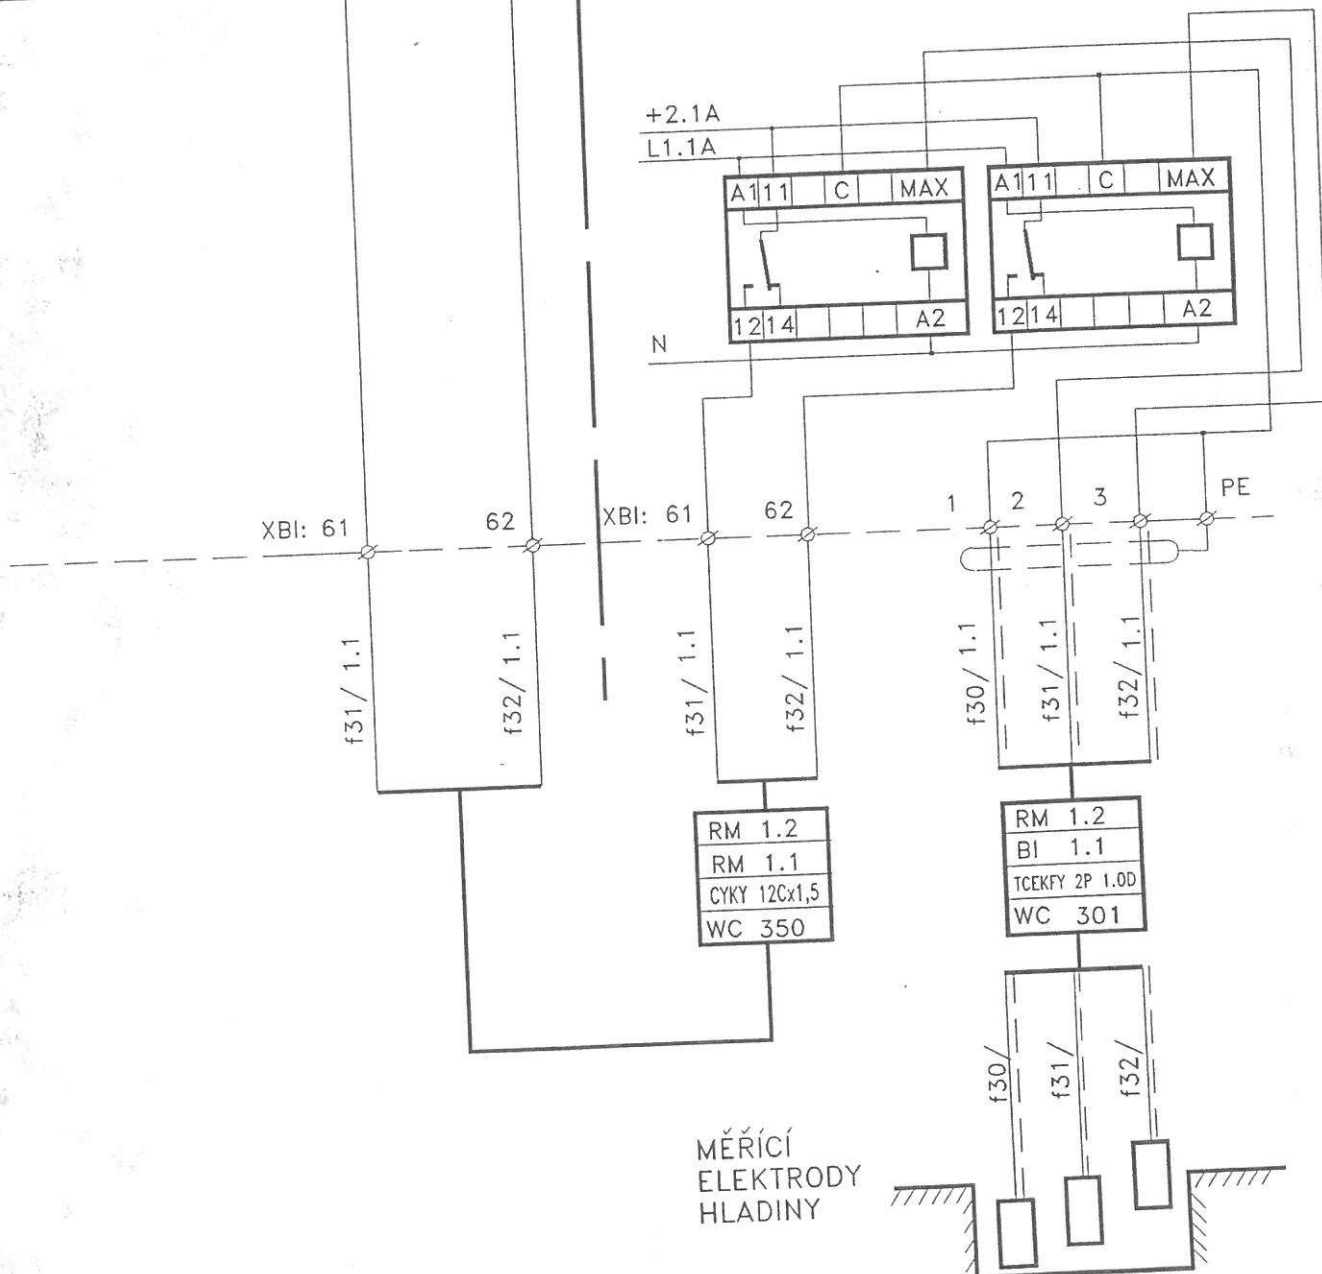 +2.1A
L1.1A
A1 11 C MAX
A1 11 C MAX
12 14 A2
12 14 A2
N
XBI: 61
62
XBI: 61
62
1
2
3
PE
f31/ 1.1
f32/ 1.1
f31/ 1.1
f32/ 1.1
f30/ 1.1
f31/ 1.1
f32/ 1.1
RM 1.2
RM 1.1
CYKY 12Cx1,5
WC 350
RM 1.2
BI 1.1
TCEKFY 2P 1.0D
WC 301
f30/
f31/
f32/
MĚŘÍCÍ
ELEKTRODY
HLADINY